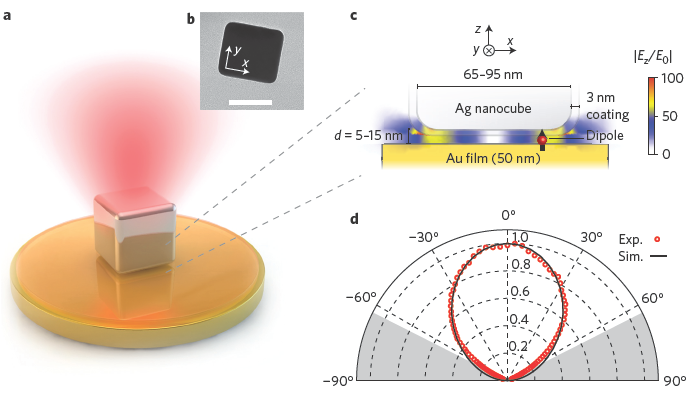 a
b
y
x
c
z
y
x
|Ez/E0|
65–95 nm
100
Ag nanocube
3 nm
coating
50
d = 5–15 nm
Dipole
Au film (50 nm)
0
d
0°
−30°
30°
1.0
Exp.
Sim.
0.8
−60°
60°
0.6
0.4
0.2
−90°
90°